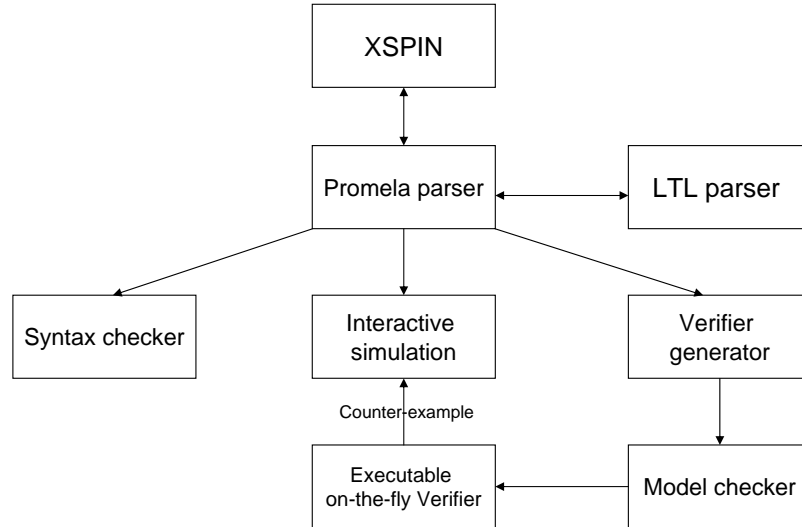 XSPIN
Promela parser
LTL parser
Syntax checker
Interactive
simulation
Verifier
generator
Counter-example
Executable
on-the-fly Verifier
Model checker